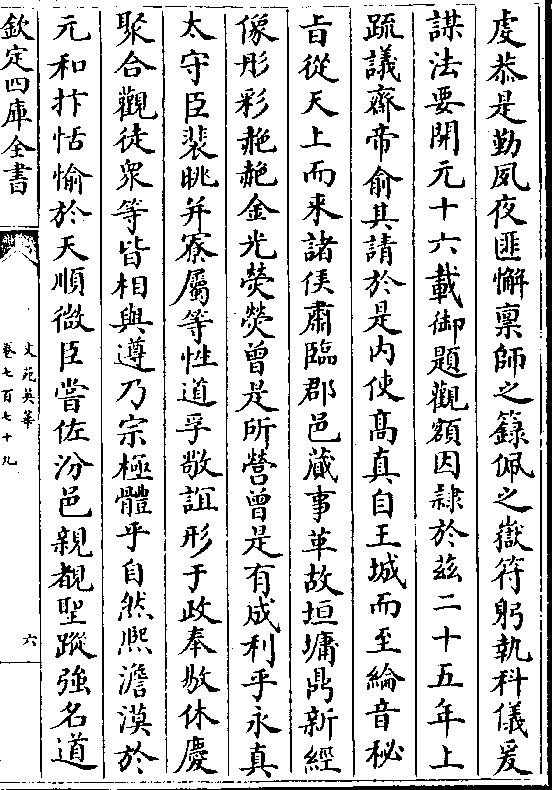 虔恭是勤夙夜匪懈稟師之籙佩之嶽符躬執科儀爰
謀法要開元十六載御題觀額因隸於兹二十五年上
疏議齋帝俞其請於是内使髙真自王城而至綸音秘
㫖從天上而来諸侯肅臨郡邑蕆事革故垣墉鼎新經
像彤彩赩赩金光熒熒曾是所營曾是有成利乎永真
太守臣裴眺并寮屬等性道孚敬誼形于政奉敭休慶
聚合觀徒衆等皆相與遵乃宗極體乎自然熙澹漠於
元和抃恬愉於天順微臣嘗佐汾邑親覩聖蹤強名道
欽定四庫全書
文苑英華
卷七百七十九
六